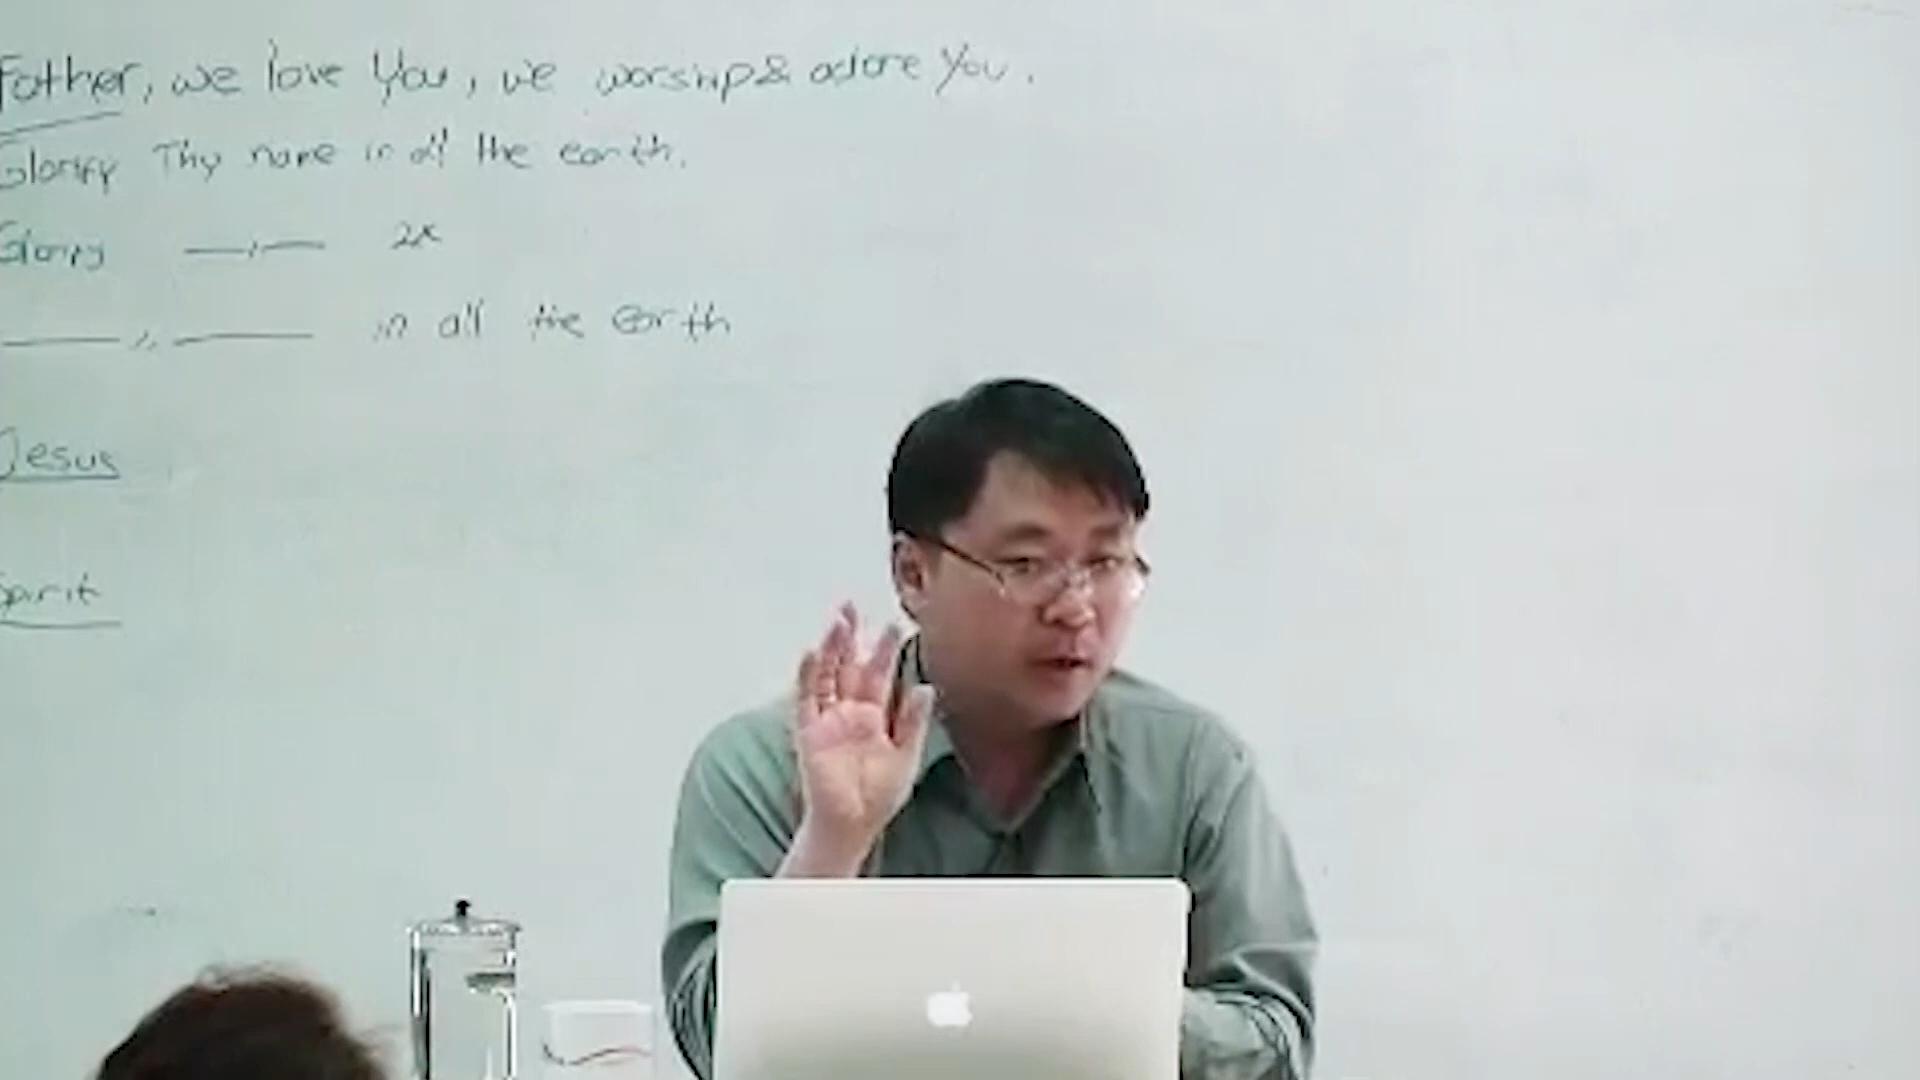 Father, we love You, we worship & adore You.
Glorify Thy name in all the earth.
Glorify —— " —— 2x
—— " —— in all the earth
Jesus
Spirit